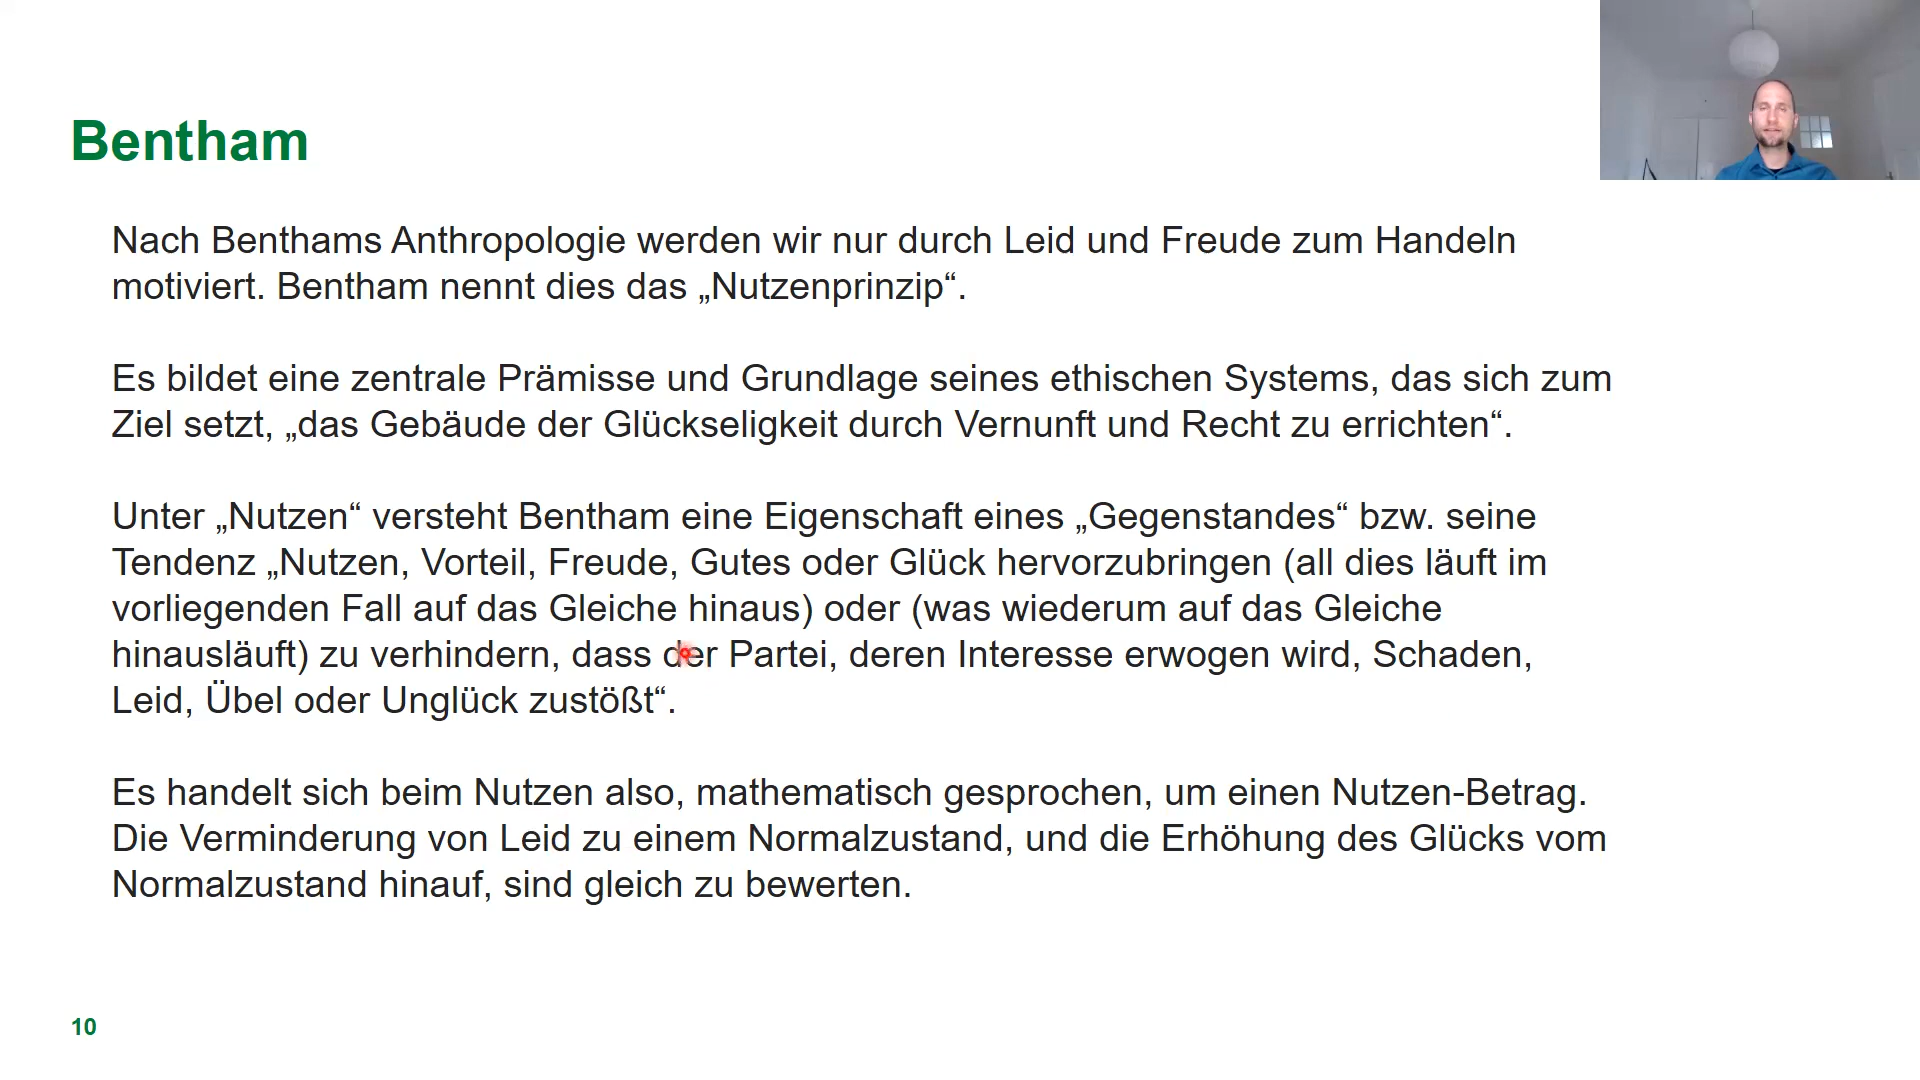 Bentham
Nach Benthams Anthropologie werden wir nur durch Leid und Freude zum Handeln
motiviert. Bentham nennt dies das „Nutzenprinzip“.
Es bildet eine zentrale Prämisse und Grundlage seines ethischen Systems, das sich zum
Ziel setzt, „das Gebäude der Glückseligkeit durch Vernunft und Recht zu errichten“.
Unter „Nutzen“ versteht Bentham eine Eigenschaft eines „Gegenstandes“ bzw. seine
Tendenz „Nutzen, Vorteil, Freude, Gutes oder Glück hervorzubringen (all dies läuft im
vorliegenden Fall auf das Gleiche hinaus) oder (was wiederum auf das Gleiche
hinausläuft) zu verhindern, dass der Partei, deren Interesse erwogen wird, Schaden,
Leid, Übel oder Unglück zustößt“.
Es handelt sich beim Nutzen also, mathematisch gesprochen, um einen Nutzen-Betrag.
Die Verminderung von Leid zu einem Normalzustand, und die Erhöhung des Glücks vom
Normalzustand hinauf, sind gleich zu bewerten.
10